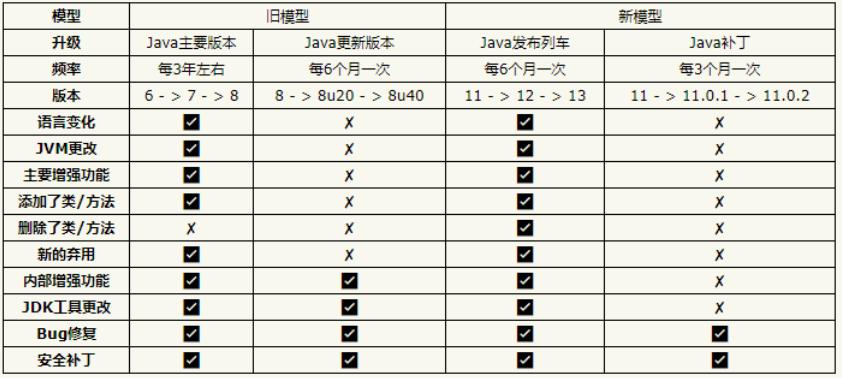 模型 旧模型 新模型
升级 Java主要版本 Java更新版本 Java发布列车 Java补丁
频率 每3年左右 每6个月一次 每6个月一次 每3个月一次
版本 6 - > 7 - > 8 8 - > 8u20 - > 8u40 11 - > 12 - > 13 11 - > 11.0.1 - > 11.0.2
语言变化 ✔ ✗ ✔ ✗
JVM更改 ✔ ✗ ✔ ✗
主要增强功能 ✔ ✗ ✔ ✗
添加了类/方法 ✔ ✗ ✔ ✗
删除了类/方法 ✗ ✗ ✔ ✗
新的弃用 ✔ ✗ ✔ ✗
内部增强功能 ✔ ✔ ✔ ✗
JDK工具更改 ✔ ✔ ✔ ✗
Bug修复 ✔ ✔ ✔ ✔
安全补丁 ✔ ✔ ✔ ✔